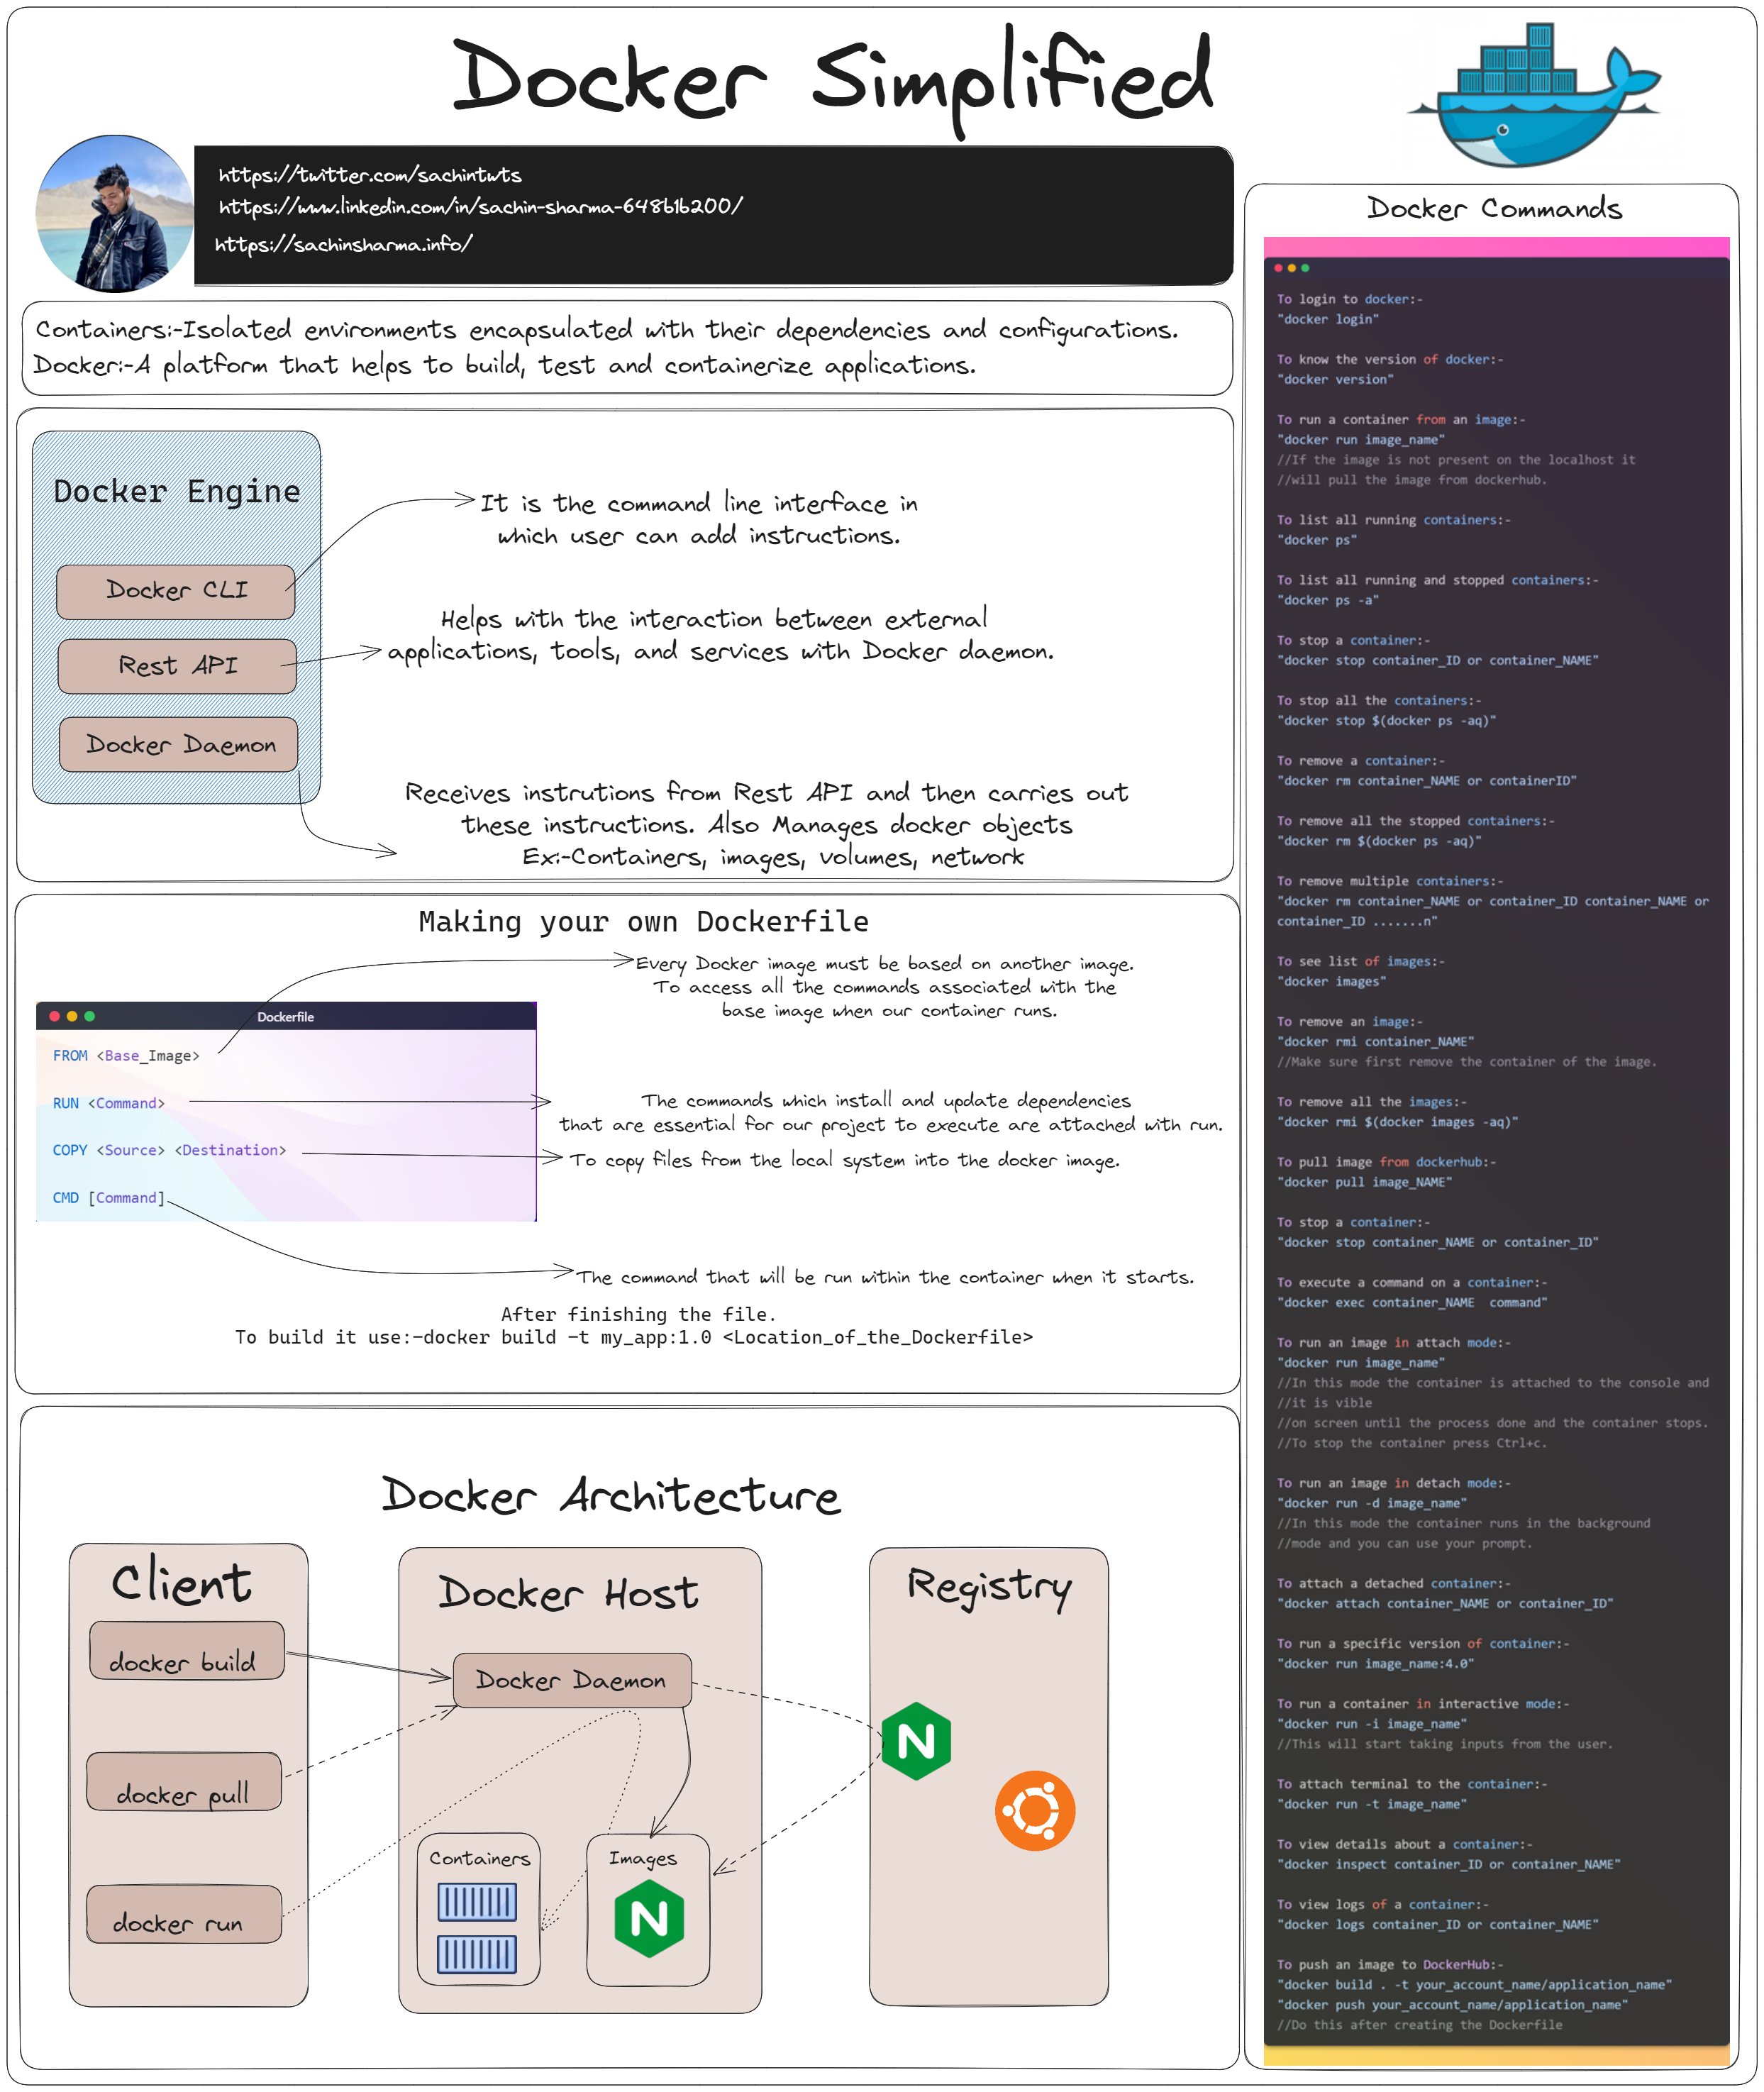 Docker Simplified
https://twitter.com/sachintwts
https://www.linkedin.com/in/sachin-sharma-648b1b200/
https://sachinsharma.info/
Containers:-Isolated environments encapsulated with their dependencies and configurations.
Docker:-A platform that helps to build, test and containerize applications.
Docker Engine
Docker CLI
It is the command line interface in
which user can add instructions.
Rest API
Helps with the interaction between external
applications, tools, and services with Docker daemon.
Docker Daemon
Receives instrutions from Rest API and then carries out
these instructions. Also Manages docker objects
Ex:-Containers, images, volumes, network
Making your own Dockerfile
Dockerfile
FROM <Base_Image>
Every Docker image must be based on another image.
To access all the commands associated with the
base image when our container runs.
RUN <Command>
The commands which install and update dependencies
that are essential for our project to execute are attached with run.
COPY <Source> <Destination>
To copy files from the local system into the docker image.
CMD [Command]
The command that will be run within the container when it starts.
After finishing the file.
To build it use:-docker build -t my_app:1.0 <Location_of_the_Dockerfile>
Docker Architecture
Client
docker build
docker pull
docker run
Docker Host
Docker Daemon
Containers
Images
N
Registry
N
Docker Commands
To login to docker:-
"docker login"
To know the version of docker:-
"docker version"
To run a container from an image:-
"docker run image_name"
//If the image is not present on the localhost it
//will pull the image from dockerhub.
To list all running containers:-
"docker ps"
To list all running and stopped containers:-
"docker ps -a"
To stop a container:-
"docker stop container_ID or container_NAME"
To stop all the containers:-
"docker stop $(docker ps -aq)"
To remove a container:-
"docker rm container_NAME or containerID"
To remove all the stopped containers:-
"docker rm $(docker ps -aq)"
To remove multiple containers:-
"docker rm container_NAME or container_ID container_NAME or
container_ID .......n"
To see list of images:-
"docker images"
To remove an image:-
"docker rmi container_NAME"
//Make sure first remove the container of the image.
To remove all the images:-
"docker rmi $(docker images -aq)"
To pull image from dockerhub:-
"docker pull image_NAME"
To stop a container:-
"docker stop container_NAME or container_ID"
To execute a command on a container:-
"docker exec container_NAME  command"
To run an image in attach mode:-
"docker run image_name"
//In this mode the container is attached to the console and
//it is vible
//on screen until the process done and the container stops.
//To stop the container press Ctrl+c.
To run an image in detach mode:-
"docker run -d image_name"
//In this mode the container runs in the background
//mode and you can use your prompt.
To attach a detached container:-
"docker attach container_NAME or container_ID"
To run a specific version of container:-
"docker run image_name:4.0"
To run a container in interactive mode:-
"docker run -i image_name"
//This will start taking inputs from the user.
To attach terminal to the container:-
"docker run -t image_name"
To view details about a container:-
"docker inspect container_ID or container_NAME"
To view logs of a container:-
"docker logs container_ID or container_NAME"
To push an image to DockerHub:-
"docker build . -t your_account_name/application_name"
"docker push your_account_name/application_name"
//Do this after creating the Dockerfile